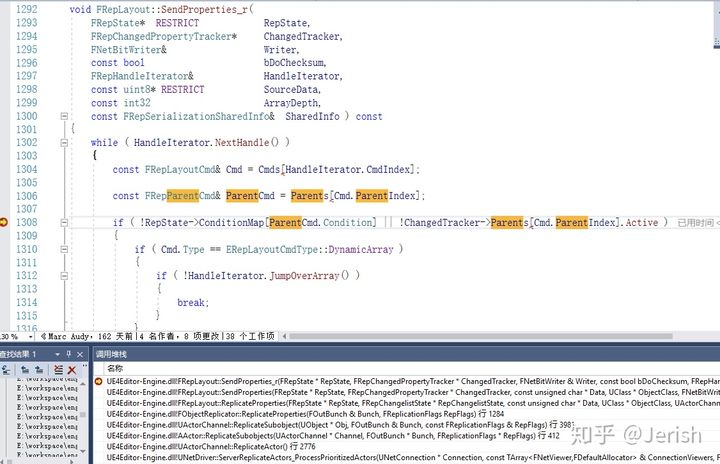 1292
void FRepLayout::SendProperties_r(
1293
FRepState* RESTRICT RepState,
1294
FRepChangedPropertyTracker* ChangedTracker,
1295
FNetBitWriter& Writer,
1296
const bool bDoChecksum,
1297
FRepHandleIterator& HandleIterator,
1298
const uint8* RESTRICT SourceData,
1299
const int32 ArrayDepth,
1300
const FRepSerializationSharedInfo& SharedInfo ) const
1301
{
1302
while ( HandleIterator.NextHandle() )
1303
{
1304
const FRepLayoutCmd& Cmd = Cmds[HandleIterator.CmdIndex];
1305
1306
const FRepParentCmd& ParentCmd = Parents[Cmd.ParentIndex];
1307
1308
if ( !RepState->ConditionMap[ParentCmd.Condition] || !ChangedTracker->Parents[Cmd.ParentIndex].Active ) 已用时间 <
1309
{
1310
if ( Cmd.Type == ERepLayoutCmdType::DynamicArray )
1311
{
1312
if ( !HandleIterator.JumpOverArray() )
1313
{
1314
break;
1315
}
1316
}
130 % Marc Audy, 162 天前 | 4 名作者, 8 项更改 | 38 个工作项
查找结果 1
调用堆栈
名称
E:\workspace\eng
E:\workspace\eng
E:\workspace\eng
E:\workspace\eng
E:\workspace\eng
E:\workspace\eng
E:\workspace\eng
UE4Editor-Engine.dll!FRepLayout::SendProperties_r(FRepState * RepState, FRepChangedPropertyTracker * ChangedTracker, FNetBitWriter & Writer, const bool bDoChecksum, FRepHan
UE4Editor-Engine.dll!FRepLayout::SendProperties(FRepState * RepState, FRepChangedPropertyTracker * ChangedTracker, const unsigned char * Data, UClass * ObjectClass, FNetBitW
UE4Editor-Engine.dll!FRepLayout::ReplicateProperties(FRepState * RepState, FRepChangelistState * RepChangelistState, const unsigned char * Data, UClass * ObjectClass, UActorChann
UE4Editor-Engine.dll!FObjectReplicator::ReplicateProperties(FOutBunch & Bunch, FReplicationFlags RepFlags) 行 1284
UE4Editor-Engine.dll!UActorChannel::ReplicateSubobject(UObject * Obj, FOutBunch & Bunch, const FReplicationFlags & RepFlags) 行 3981
UE4Editor-Engine.dll!AActor::ReplicateSubobjects(UActorChannel * Channel, FOutBunch * Bunch, FReplicationFlags * RepFlags) 行 412
UE4Editor-Engine.dll!UActorChannel::ReplicateActor() 行 2776
UE4Editor-Engine.dll!UNetDriver::ServerReplicateActors_ProcessPrioritizedActors(UNetConnection * Connection, const TArray<FNetViewer,FDefaultAllocator> & ConnectionViewers, F
知乎 @Jerish